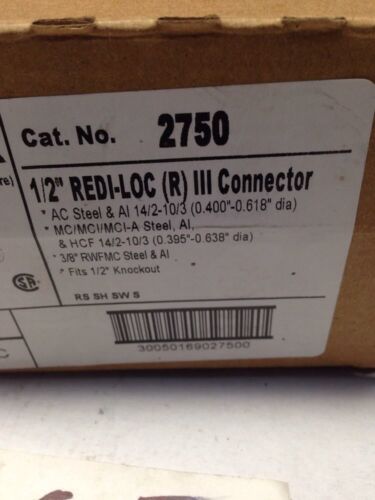 Cat. No. 2750
1/2" REDI-LOC (R) III Connector
* AC Steel & Al 14/2-10/3 (0.400"-0.618" dia)
* MC/MCI/MCI-A Steel, Al,
& HCF 14/2-10/3 (0.395"-0.638" dia)
* 3/8" RWFMC Steel & Al
* Fits 1/2" Knockout
RS SH SW S
30050169027500